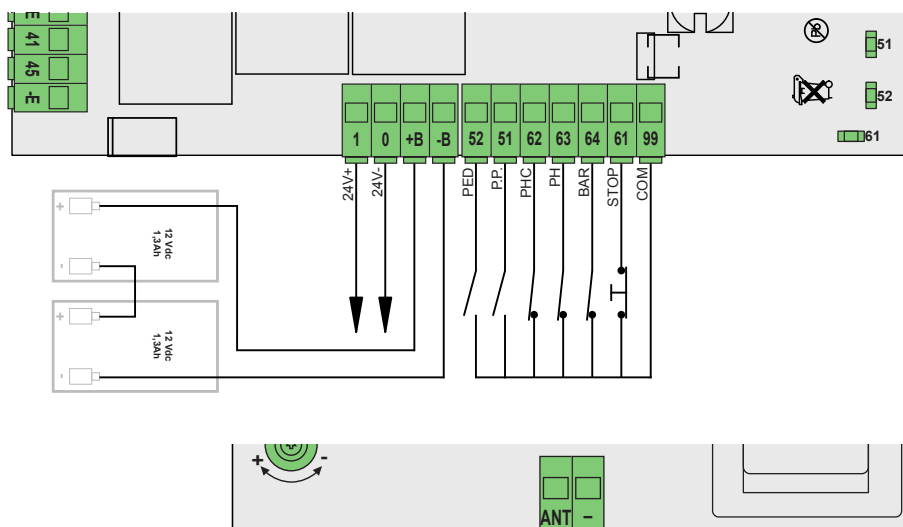 E
41
45
-E
51
52
61
1 0 +B -B 52 51 62 63 64 61 99
24V+
24V-
PED
P.P.
PHC
PH
BAR
STOP
COM
+
-
12 Vdc
1,3Ah
+
-
12 Vdc
1,3Ah
+ -
ANT –